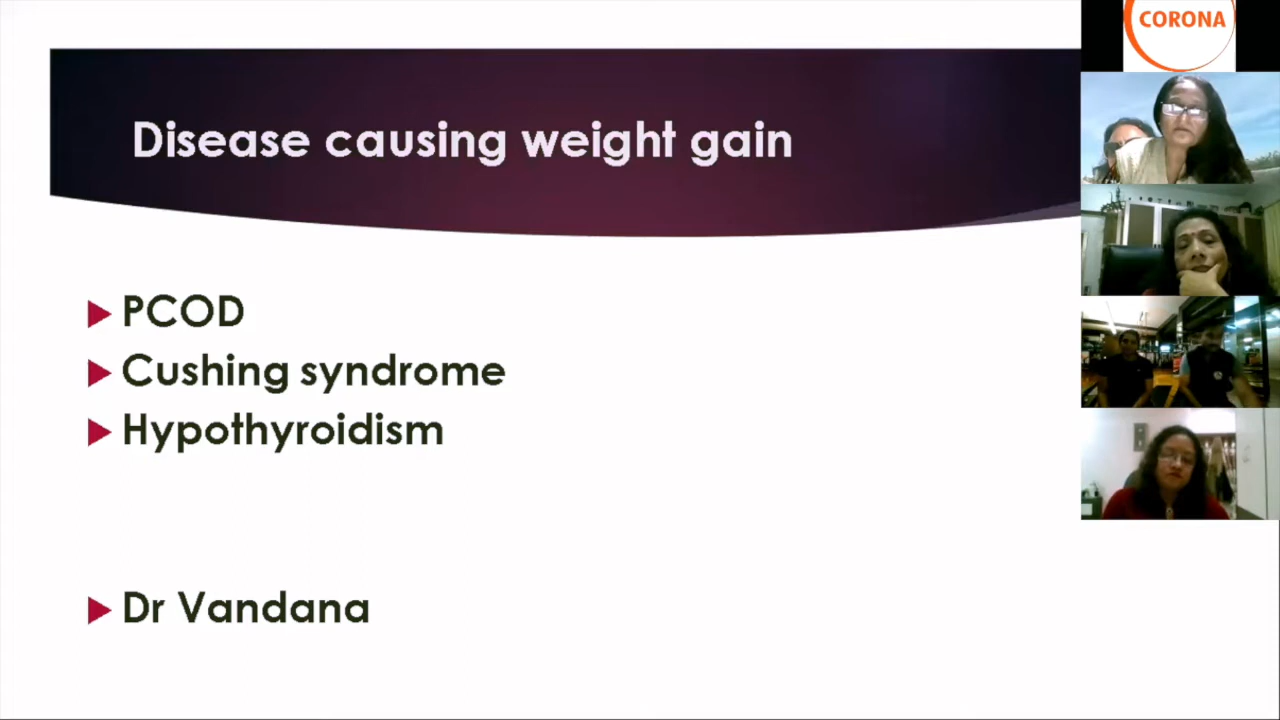 CORONA
Disease causing weight gain
PCOD
Cushing syndrome
Hypothyroidism
Dr Vandana